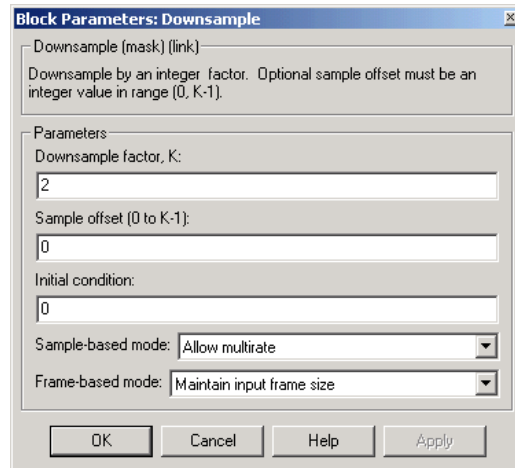 Block Parameters: Downsample
Downsample (mask) (link)
Downsample by an integer factor. Optional sample offset must be an
integer value in range (0, K-1).
Parameters
Downsample factor, K:
2
Sample offset (0 to K-1):
0
Initial condition:
0
Sample-based mode: Allow multirate
Frame-based mode: Maintain input frame size
OK Cancel Help Apply